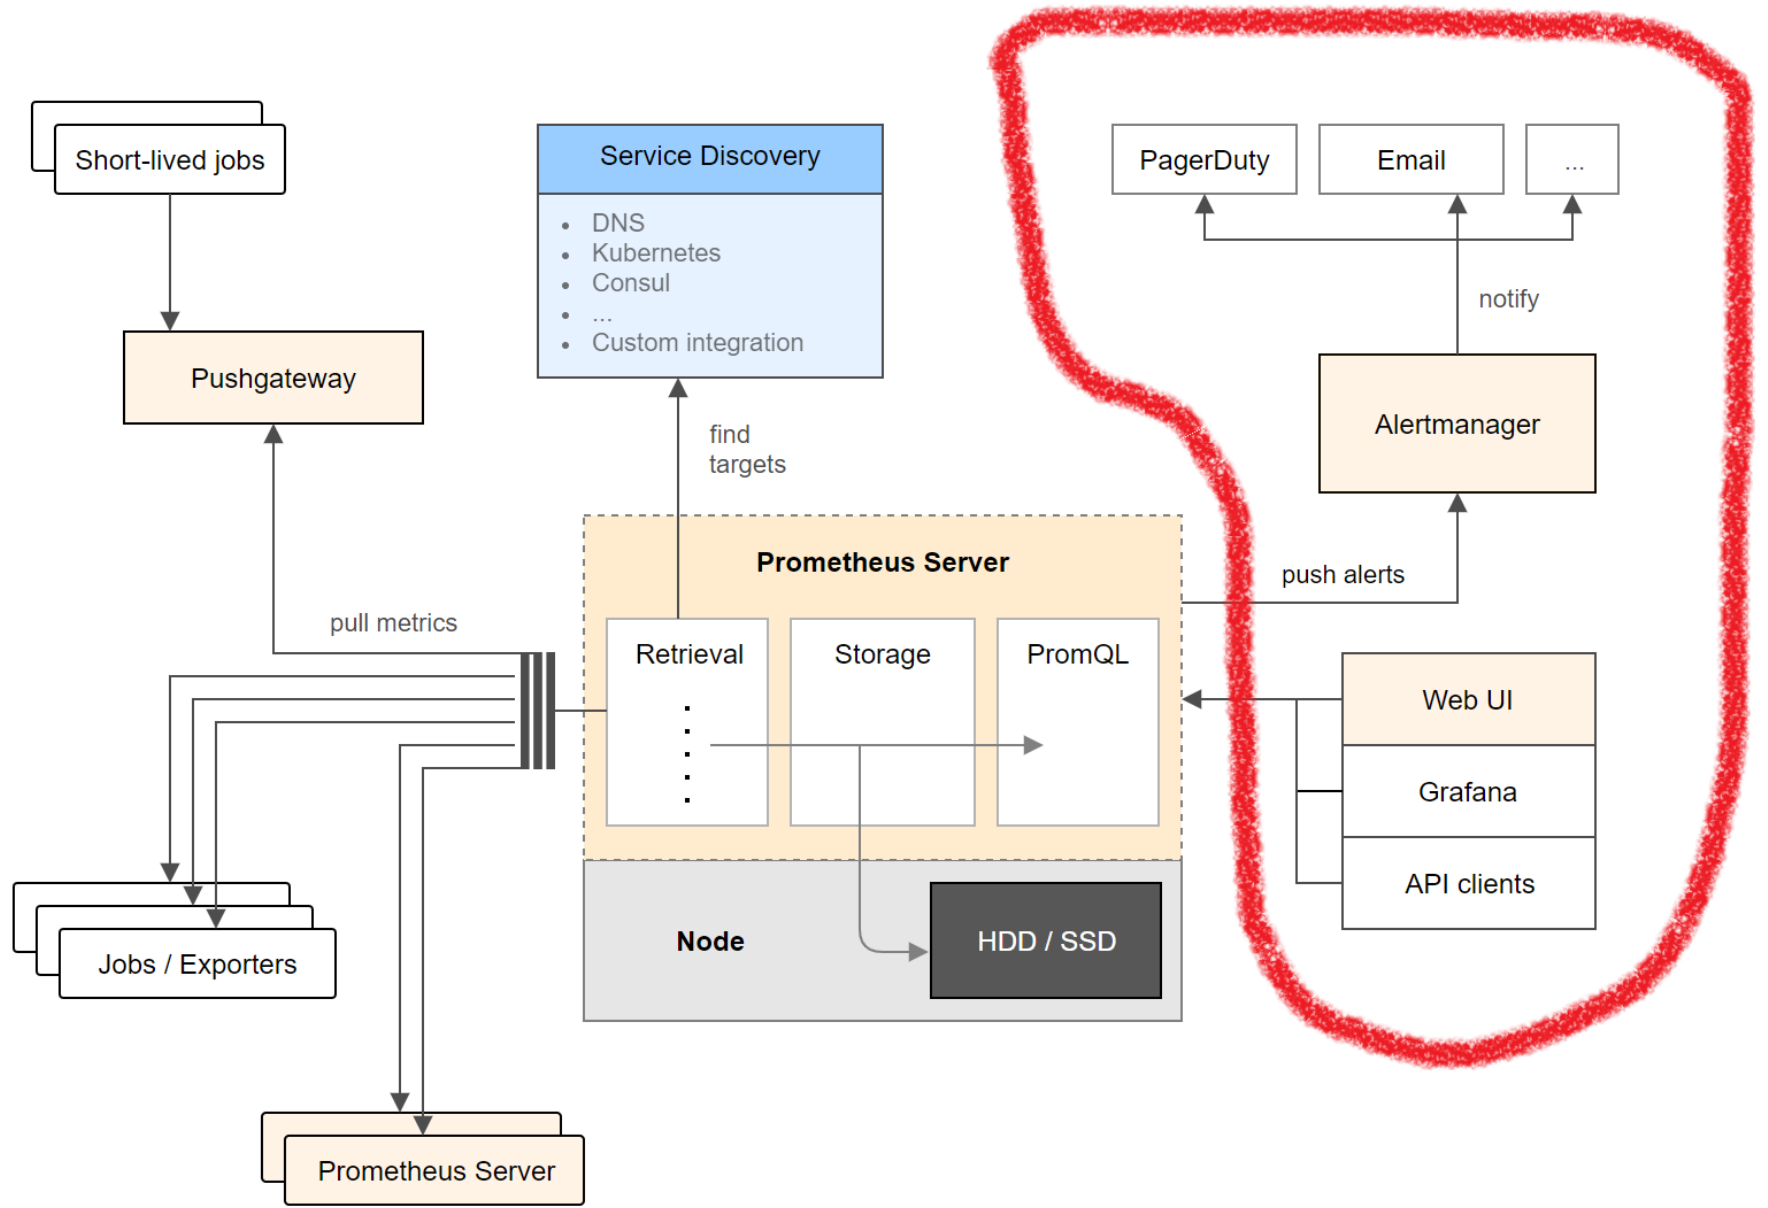 Short-lived jobs
Service Discovery
• DNS
• Kubernetes
• Consul
• ...
• Custom integration
PagerDuty
Email
...
notify
Pushgateway
Alertmanager
find
targets
push alerts
pull metrics
Prometheus Server
Retrieval
Storage
PromQL
Web UI
Grafana
API clients
Node
HDD / SSD
Jobs / Exporters
Prometheus Server